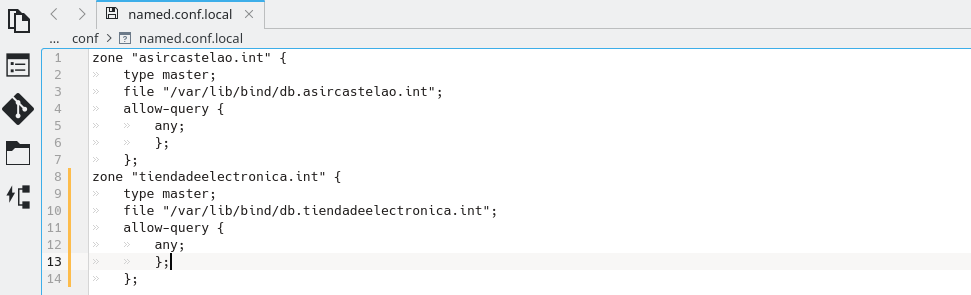 named.conf.local
... conf > named.conf.local
1 zone "asircastelao.int" {
2 » type master;
3 » file "/var/lib/bind/db.asircastelao.int";
4 » allow-query {
5 » » any;
6 » » };
7 » };
8 zone "tiendadeelectronica.int" {
9 » type master;
10 » file "/var/lib/bind/db.tiendadeelectronica.int";
11 » allow-query {
12 » » any;
13 » » };
14 » };